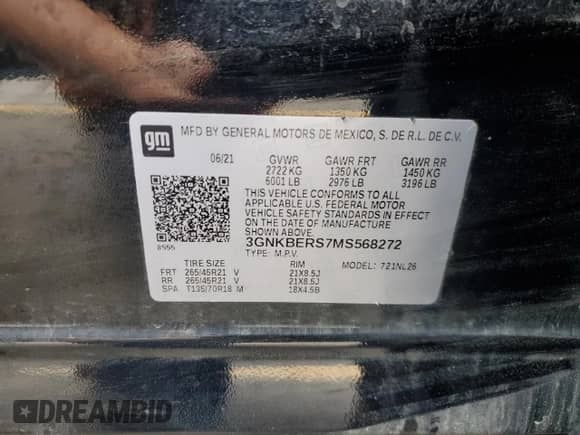 gm
MFD BY GENERAL MOTORS DE MEXICO, S. DE R.L. DE C.V.
06/21 GVWR GAWR FRT GAWR RR
2722 KG 1350 KG 1450 KG
6001 LB 2976 LB 3196 LB
THIS VEHICLE CONFORMS TO ALL
APPLICABLE U.S. FEDERAL MOTOR
VEHICLE SAFETY STANDARDS IN EFFECT
ON THE DATE OF MANUFACTURE
SHOWN ABOVE.
3GNKBERS7MS568272
TYPE: M.P.V. MODEL: 721NL26
TIRE SIZE RIM
FRT 265/45R21 V 21X8.5J
RR 265/45R21 V 21X8.5J
SPA T135/70R18 M 18X4.5B
DREAMBID